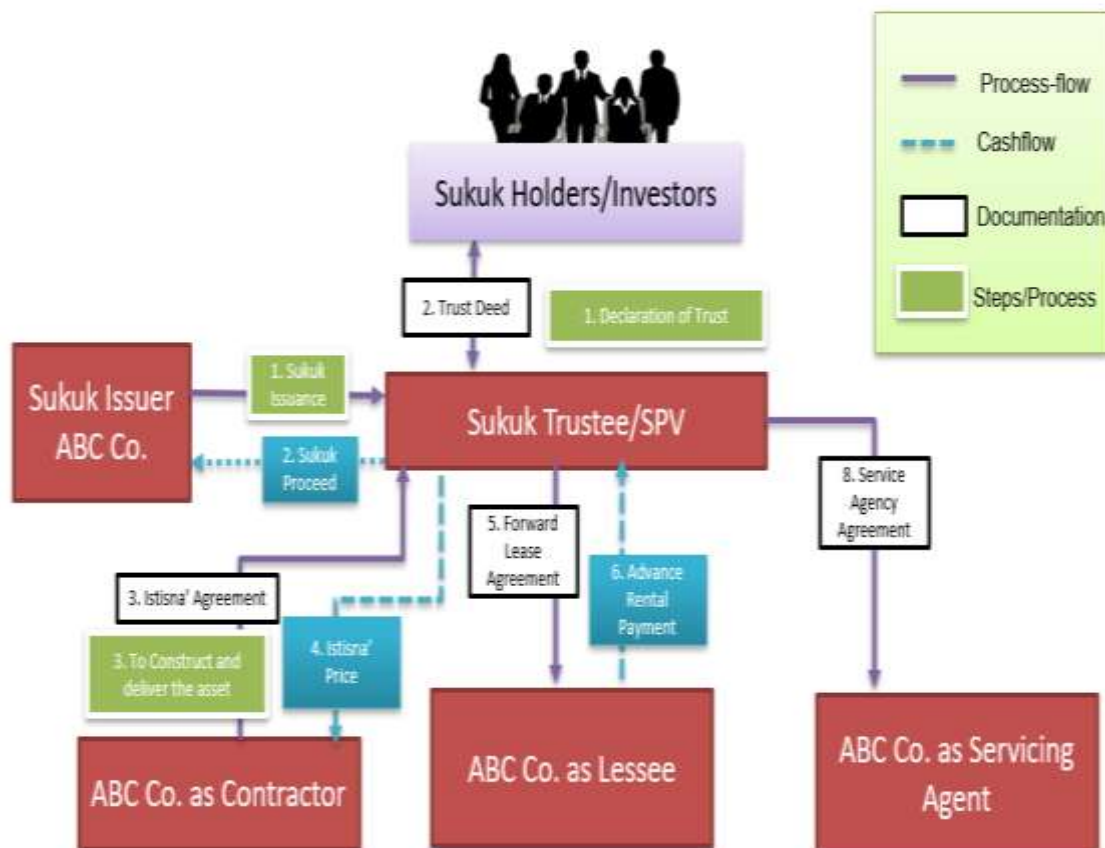 Process-flow
Cashflow
Documentation
Steps/Process
Sukuk Holders/Investors
2. Trust Deed
1. Declaration of Trust
Sukuk Issuer
ABC Co.
1. Sukuk
Issuance
Sukuk Trustee/SPV
2. Sukuk
Proceed
8. Service
Agency
Agreement
5. Forward
Lease
Agreement
6. Advance
Rental
Payment
3. Istisna' Agreement
3. To Construct and
deliver the asset
4. Istisna'
Price
ABC Co. as Contractor
ABC Co. as Lessee
ABC Co. as Servicing
Agent